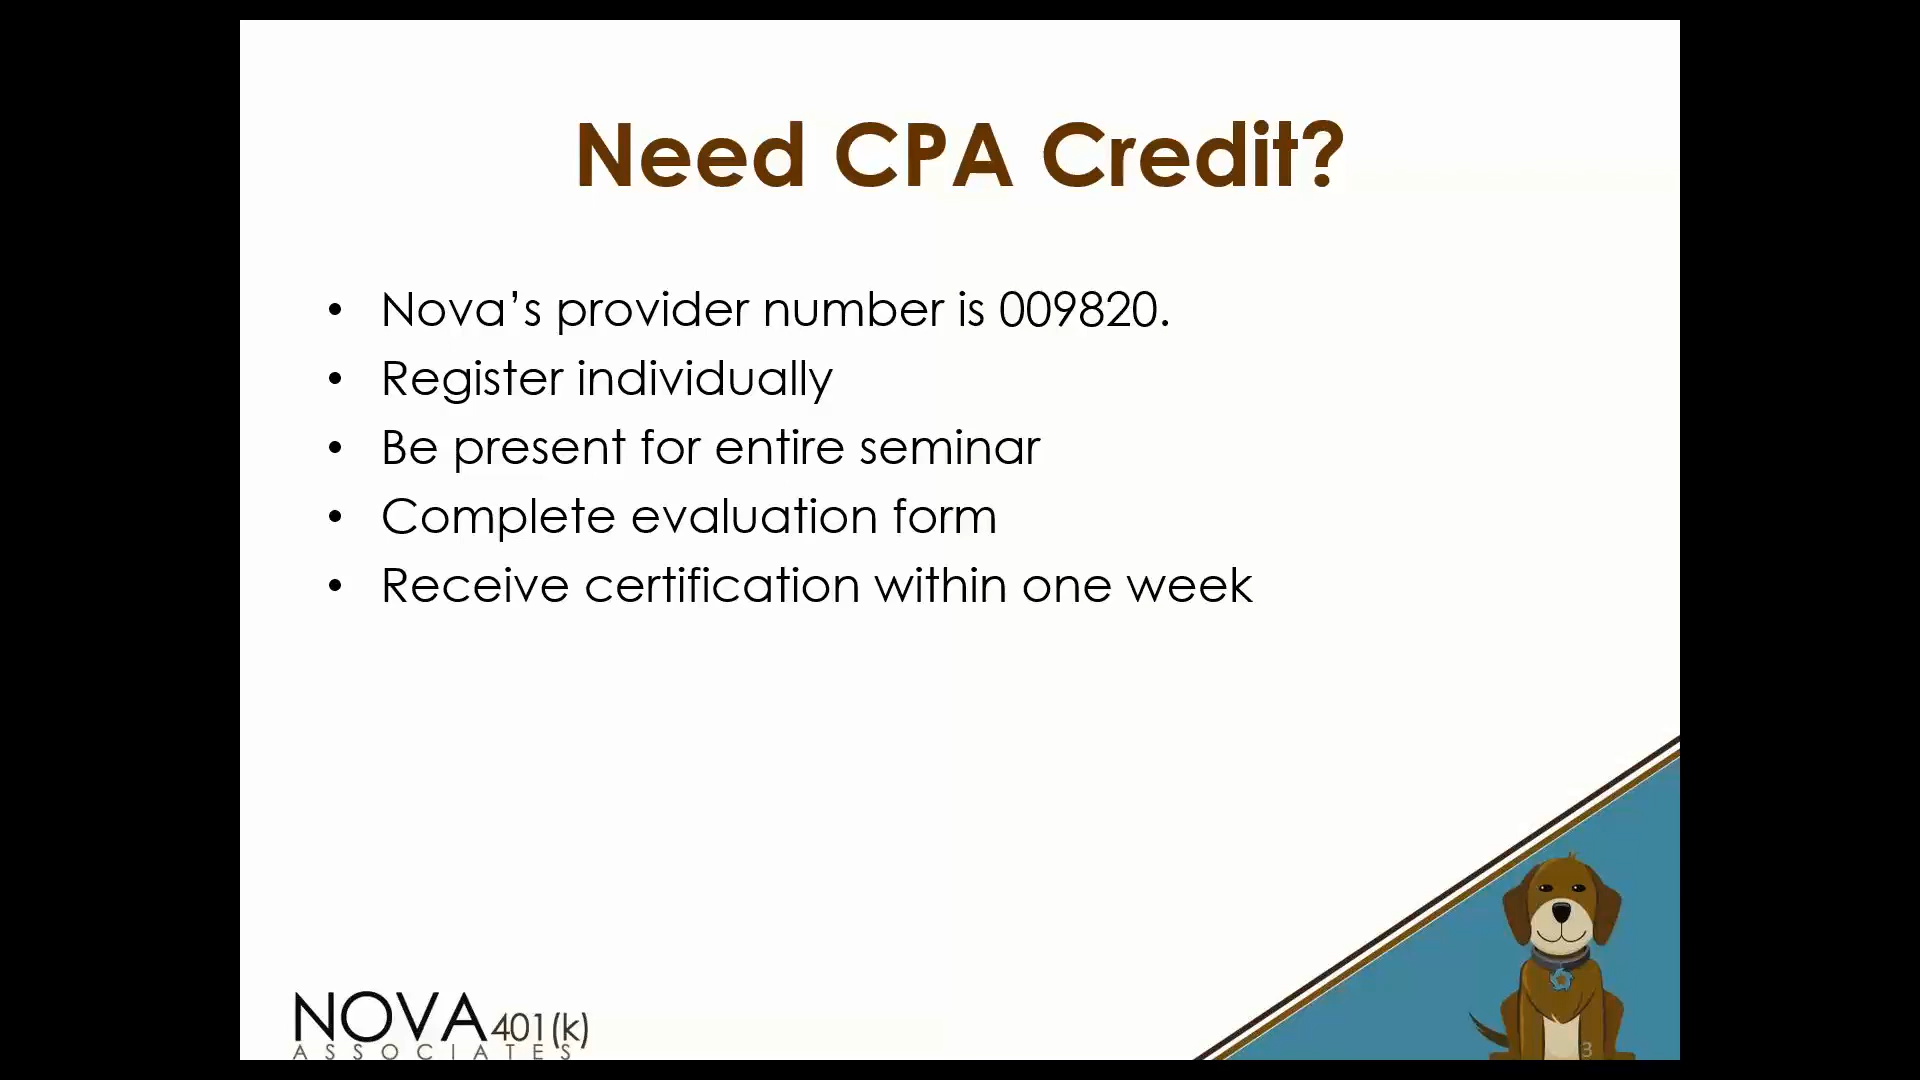 Need CPA Credit?
• Nova’s provider number is 009820.
• Register individually
• Be present for entire seminar
• Complete evaluation form
• Receive certification within one week
NOVA 401(k)
ASSOCIATES
3